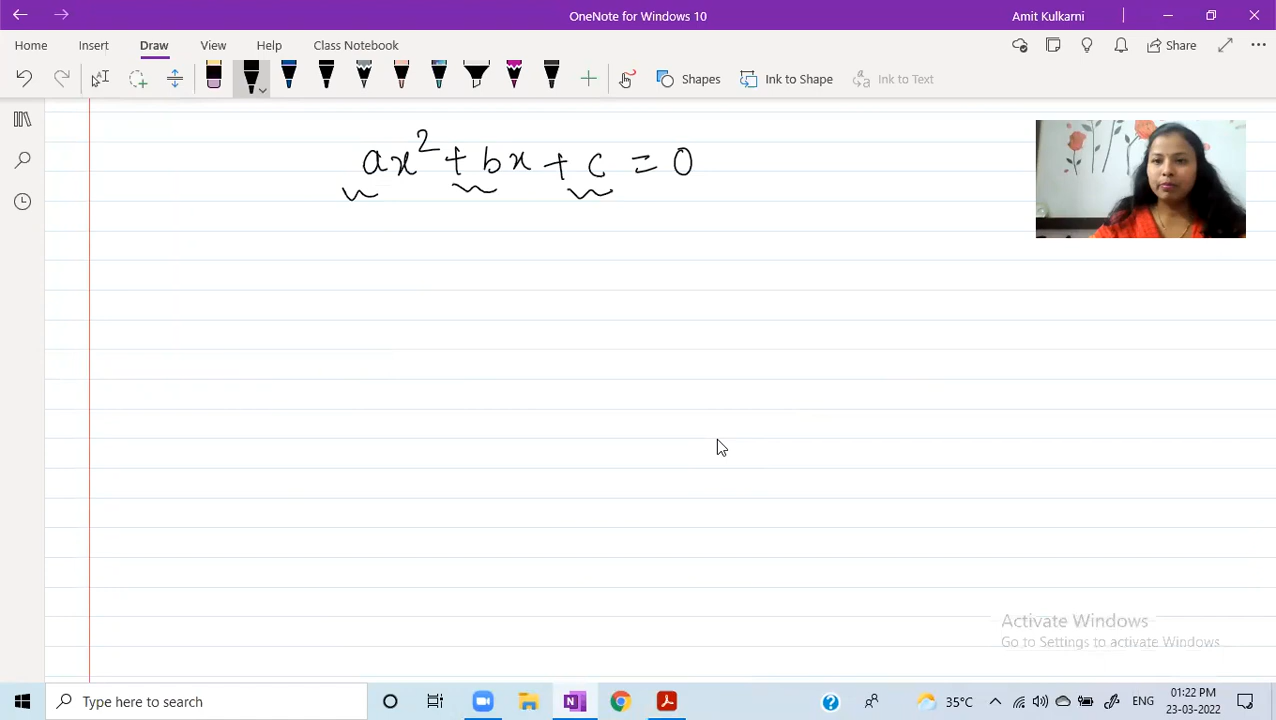 OneNote for Windows 10
Amit Kulkarni
Home Insert Draw View Help Class Notebook
Share
Shapes Ink to Shape Ink to Text
ax² + bx + c = 0
Activate Windows
Go to Settings to activate Windows
Type here to search
35°C
ENG
01:22 PM
23-03-2022